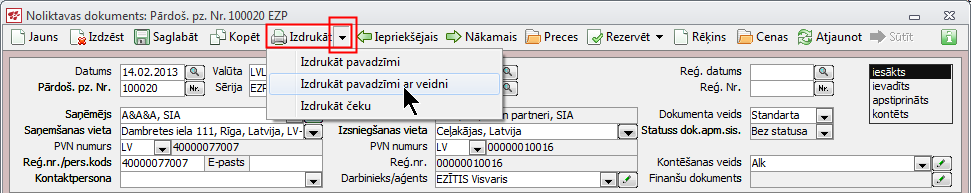 Noliktavas dokuments: Pārdoš. pz. Nr. 100020 EZP
Jauns Izdzēst Saglabāt Kopēt Izdrukāt Iepriekšējais Nākamais Preces Rezervēt Rēķins Cenas Atjaunot Sūtīt
Izdrukāt pavadzīmi
Izdrukāt pavadzīmi ar veidni
Izdrukāt čeku
Datums 14.02.2013 Valūta LVL Reģ. datums iesākts
Pārdoš. pz. Nr. 100020 Nr. Sērija EZP Reģ. nr. Nr. ievadīts
apstiprināts
kontēts
Saņēmējs A&A&A, SIA un partneri, SIA Dokumenta veids Standarta
Saņemšanas vieta Dambretes iela 111, Rīga, Latvija, LV- Izsniegšanas vieta Ceļakājas, Latvija Statuss dok.apm.sis. Bez statusa
PVN numurs LV 40000077007 PVN numurs LV 00000010016
Reģ.nr./pers.kods 40000077007 E-pasts Reģ.nr. 00000010016 Kontēšanas veids Alk
Kontaktpersona Darbinieks/aģents EZĪTIS Visvaris Finanšu dokuments